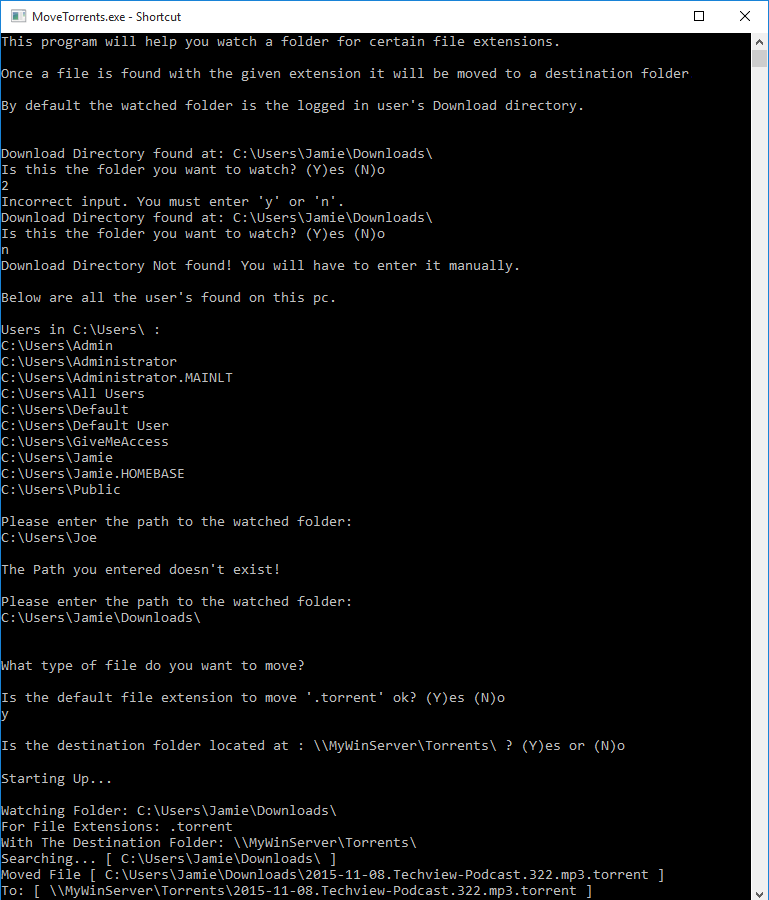 MoveTorrents.exe - Shortcut
This program will help you watch a folder for certain file extensions.
Once a file is found with the given extension it will be moved to a destination folder
By default the watched folder is the logged in user's Download directory.
Download Directory found at: C:\Users\Jamie\Downloads\
Is this the folder you want to watch? (Y)es (N)o
2
Incorrect input. You must enter 'y' or 'n'.
Download Directory found at: C:\Users\Jamie\Downloads\
Is this the folder you want to watch? (Y)es (N)o
n
Download Directory Not found! You will have to enter it manually.
Below are all the user's found on this pc.
Users in C:\Users\ :
C:\Users\Admin
C:\Users\Administrator
C:\Users\Administrator.MAINLT
C:\Users\All Users
C:\Users\Default
C:\Users\Default User
C:\Users\GiveMeAccess
C:\Users\Jamie
C:\Users\Jamie.HOMEBASE
C:\Users\Public
Please enter the path to the watched folder:
C:\Users\Joe
The Path you entered doesn't exist!
Please enter the path to the watched folder:
C:\Users\Jamie\Downloads\
What type of file do you want to move?
Is the default file extension to move '.torrent' ok? (Y)es (N)o
y
Is the destination folder located at : \\MyWinServer\Torrents\ ? (Y)es or (N)o
Starting Up...
Watching Folder: C:\Users\Jamie\Downloads\
For File Extensions: .torrent
With The Destination Folder: \\MyWinServer\Torrents\
Searching... [ C:\Users\Jamie\Downloads\ ]
Moved File [ C:\Users\Jamie\Downloads\2015-11-08.Techview-Podcast.322.mp3.torrent ]
To: [ \\MyWinServer\Torrents\2015-11-08.Techview-Podcast.322.mp3.torrent ]